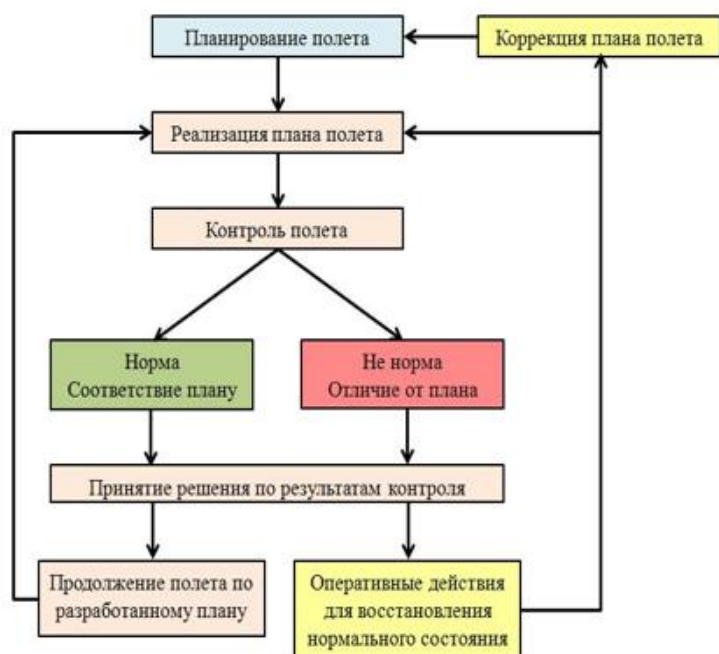 Планирование полета
Коррекция плана полета
Реализация плана полета
Контроль полета
Норма
Соответствие плану
Не норма
Отличие от плана
Принятие решения по результатам контроля
Продолжение полета по
разработанному плану
Оперативные действия
для восстановления
нормального состояния